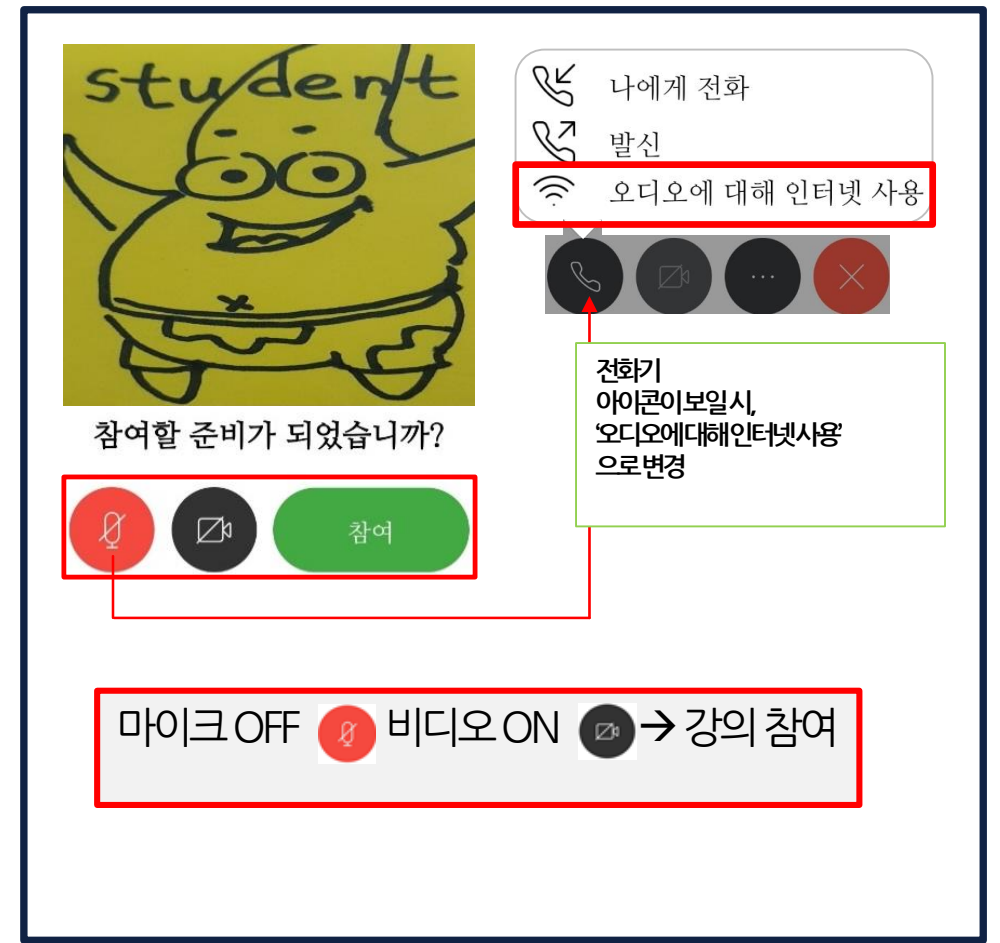 student
참여할 준비가 되었습니까?
참여
나에게 전화
발신
오디오에 대해 인터넷 사용
전화기
아이콘이 보일 시,
‘오디오에 대해 인터넷 사용’
으로 변경
마이크 OFF 비디오 ON → 강의 참여